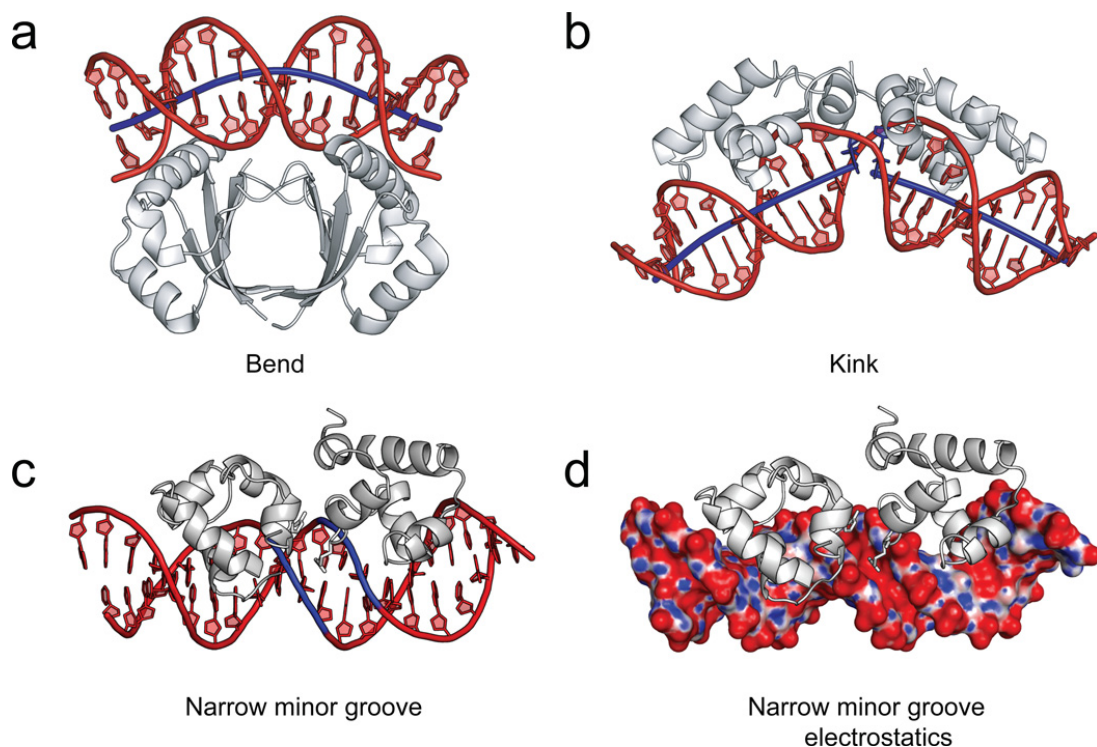 a
b
Bend
Kink
c
d
Narrow minor groove
Narrow minor groove
electrostatics